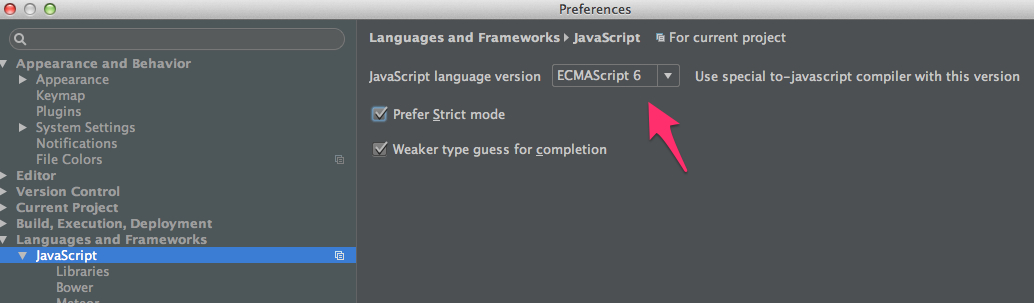 Preferences
Appearance and Behavior
Appearance
Keymap
Plugins
System Settings
Notifications
File Colors
Editor
Version Control
Current Project
Build, Execution, Deployment
Languages and Frameworks
JavaScript
Libraries
Bower
Meteor
Languages and Frameworks JavaScript For current project
JavaScript language version ECMAScript 6 Use special to-javascript compiler with this version
Prefer Strict mode
Weaker type guess for completion